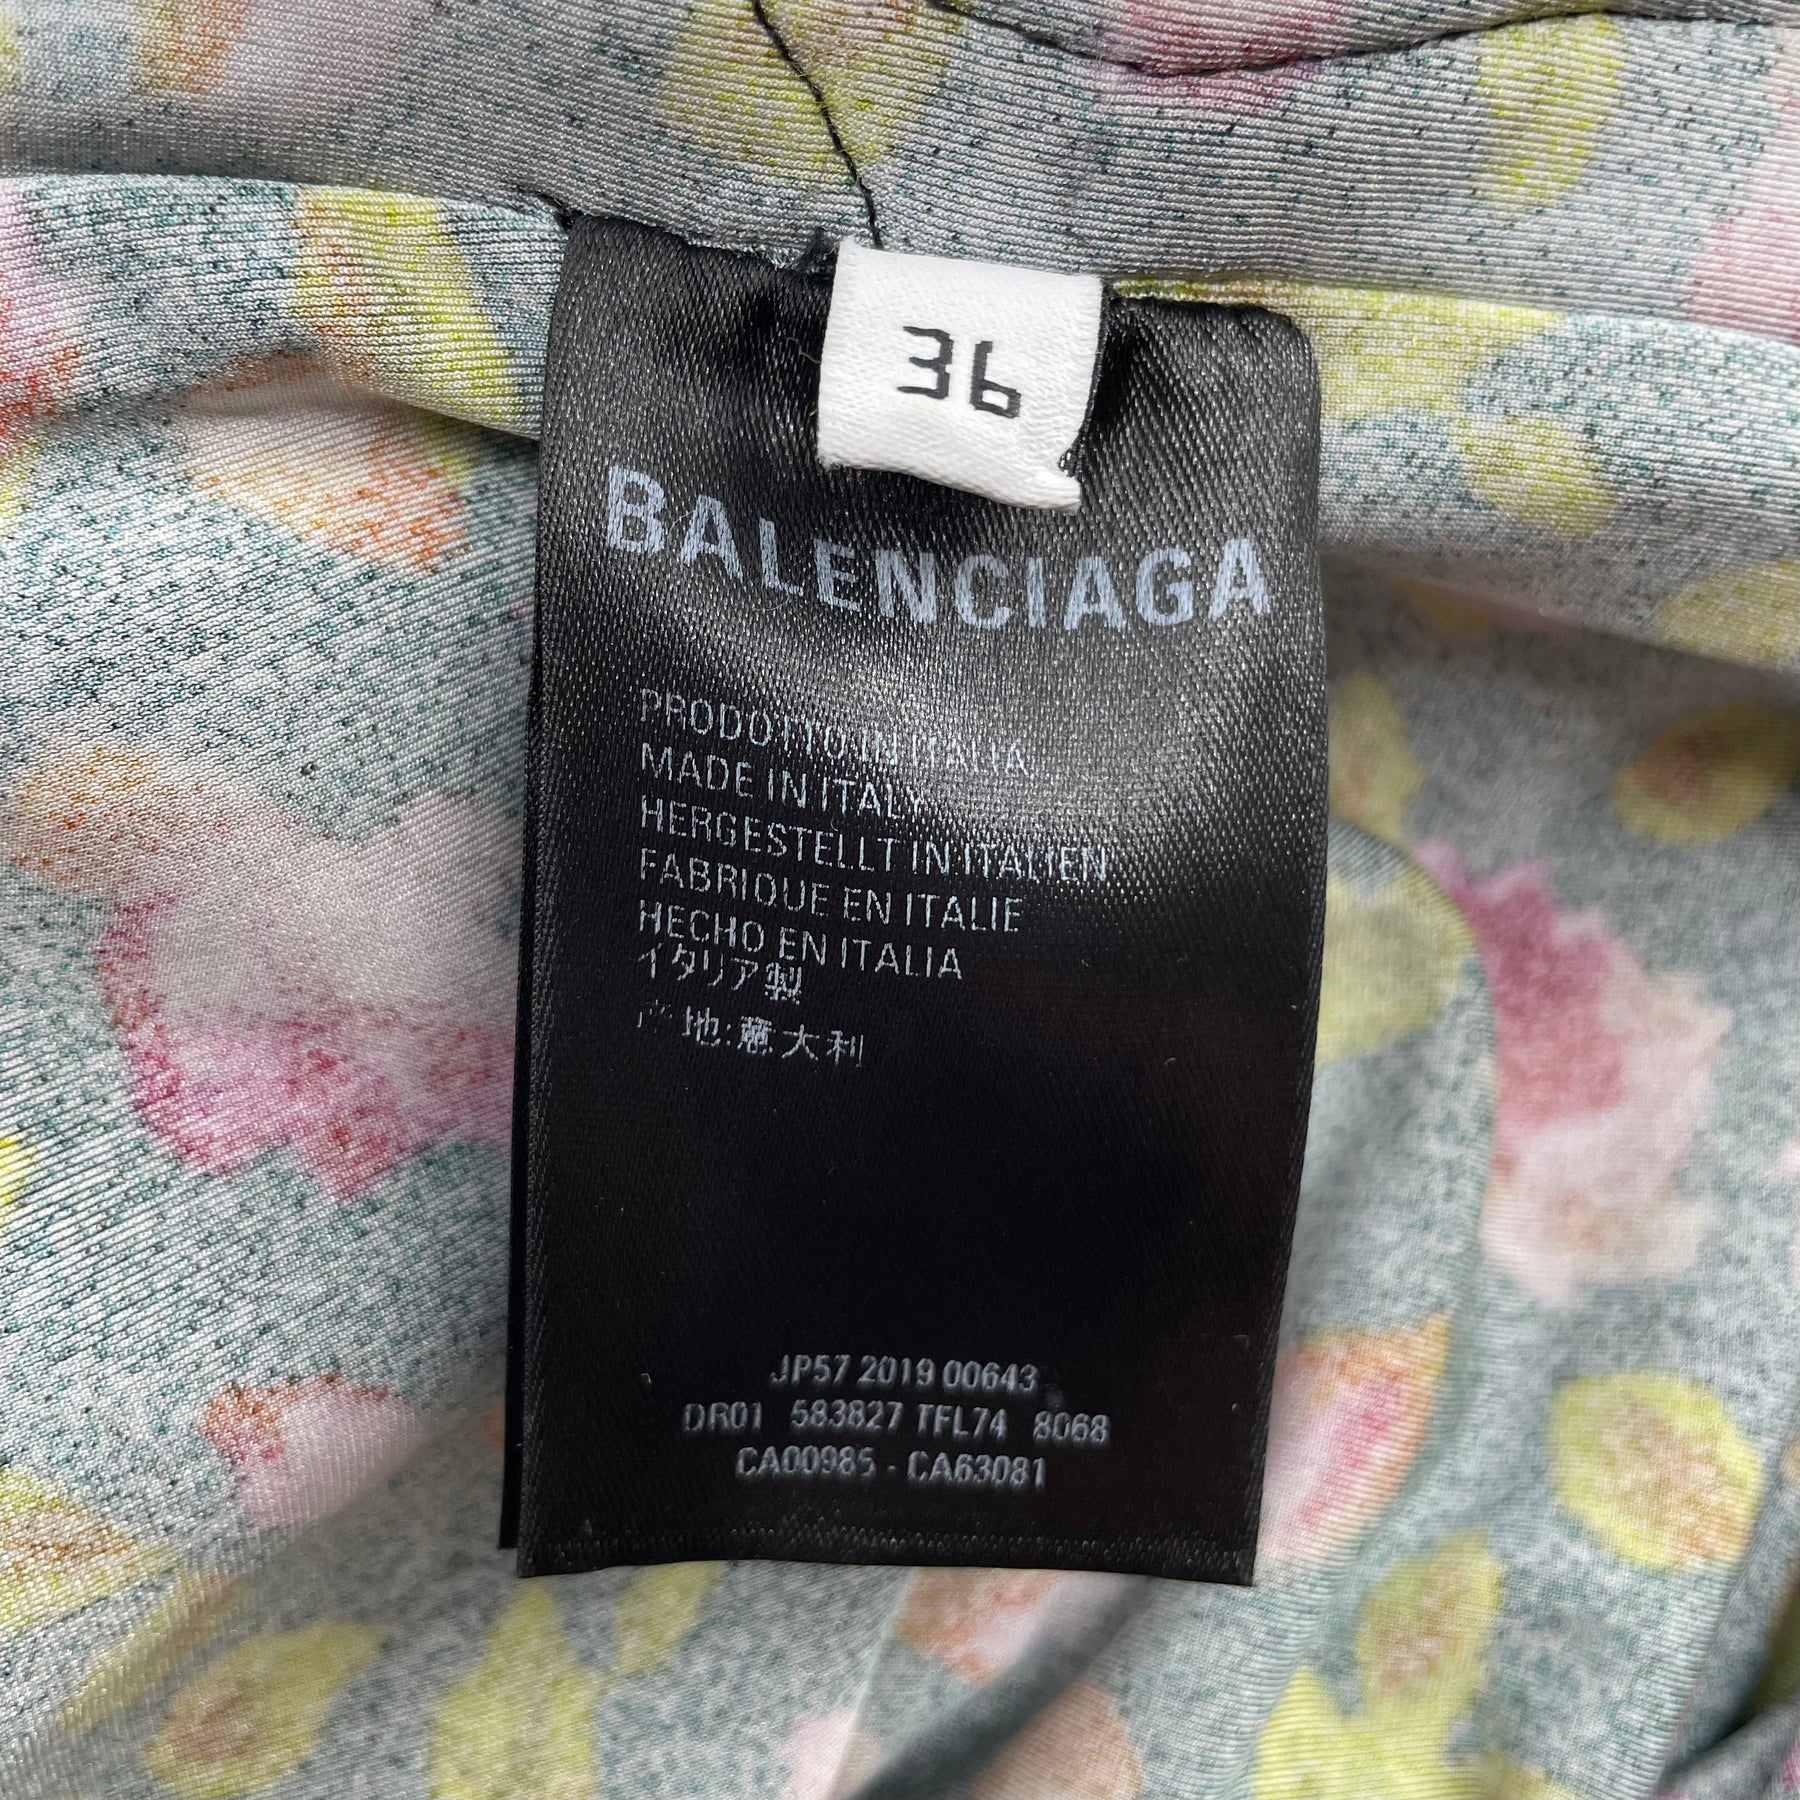 36
BALENCIAGA
PRODOTTO IN ITALIA
MADE IN ITALY
HERGESTELLT IN ITALIEN
FABRIQUE EN ITALIE
HECHO EN ITALIA
イタリア製
产地:意大利
JP57 2019 00643
DR01 583827 TFL74 8068
CA00985 - CA63081